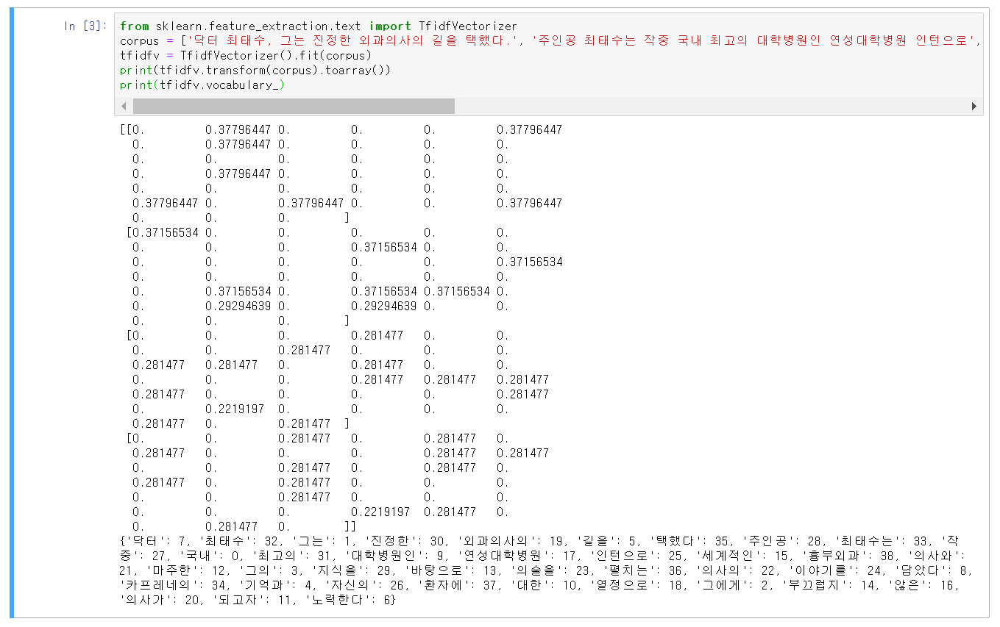 In [3]: from sklearn.feature_extraction.text import TfidfVectorizer
corpus = ['닥터 최태수, 그는 진정한 외과의사의 길을 택했다.', '주인공 최태수는 작중 국내 최고의 대학병원인 연성대학병원 인턴으로',
tfidfv = TfidfVectorizer().fit(corpus)
print(tfidfv.transform(corpus).toarray())
print(tfidfv.vocabulary_)
[[0. 0.37796447 0. 0. 0. 0.37796447
0. 0.37796447 0. 0. 0. 0.
0. 0. 0. 0. 0. 0.
0. 0.37796447 0. 0. 0. 0.
0. 0. 0. 0. 0. 0.
0.37796447 0. 0.37796447 0. 0. 0.37796447
0. 0. 0. ]
[0.37156534 0. 0. 0. 0. 0.
0. 0. 0. 0.37156534 0. 0.
0. 0. 0. 0. 0. 0.37156534
0. 0. 0. 0. 0. 0.
0. 0.37156534 0. 0.37156534 0.37156534 0.
0. 0.29294639 0. 0.29294639 0. 0.
0. 0. 0. ]
[0. 0. 0. 0.281477 0. 0.
0. 0. 0.281477 0. 0. 0.
0.281477 0.281477 0. 0.281477 0. 0.
0. 0. 0. 0.281477 0.281477 0.281477
0.281477 0. 0. 0. 0. 0.281477
0. 0.2219197 0. 0. 0. 0.
0.281477 0. 0.281477 ]
[0. 0. 0.281477 0. 0.281477 0.
0.281477 0. 0. 0. 0.281477 0.281477
0. 0. 0.281477 0. 0.281477 0.
0.281477 0. 0.281477 0. 0. 0.
0. 0. 0.281477 0. 0. 0.
0. 0. 0. 0.2219197 0.281477 0.
0. 0.281477 0. ]]
{'닥터': 7, '최태수': 32, '그는': 1, '진정한': 30, '외과의사의': 19, '길을': 5, '택했다': 35, '주인공': 28, '최태수는': 33, '작
중': 27, '국내': 0, '최고의': 31, '대학병원인': 9, '연성대학병원': 17, '인턴으로': 25, '세계적인': 15, '흉부외과': 38, '의사와':
21, '마주한': 12, '그의': 3, '지식을': 29, '바탕으로': 13, '의술을': 23, '펼치는': 36, '의사의': 22, '이야기를': 24, '담았다': 8,
'카프레네의': 34, '기억과': 4, '자신의': 26, '환자에': 37, '대한': 10, '열정으로': 18, '그에게': 2, '부끄럽지': 14, '않은': 16,
'의사가': 20, '되고자': 11, '노력한다': 6}